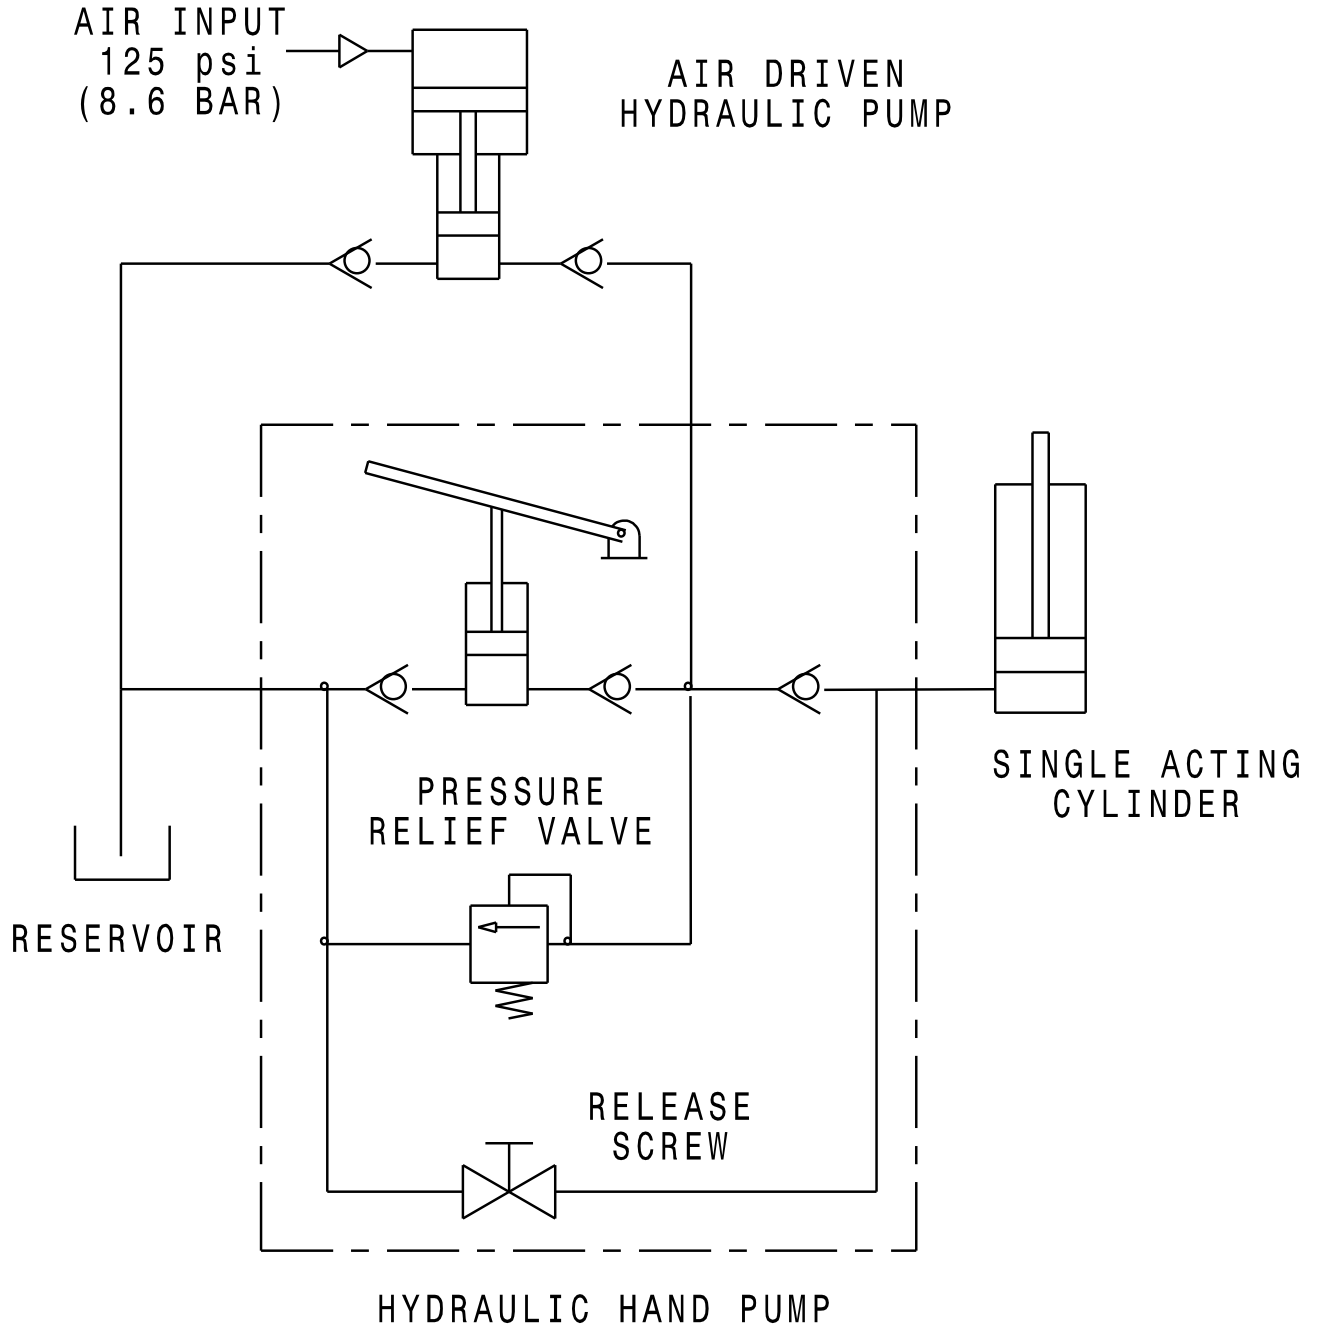 AIR INPUT
125 psi
(8.6 BAR)
AIR DRIVEN
HYDRAULIC PUMP
SINGLE ACTING
CYLINDER
PRESSURE
RELIEF VALVE
RESERVOIR
RELEASE
SCREW
HYDRAULIC HAND PUMP